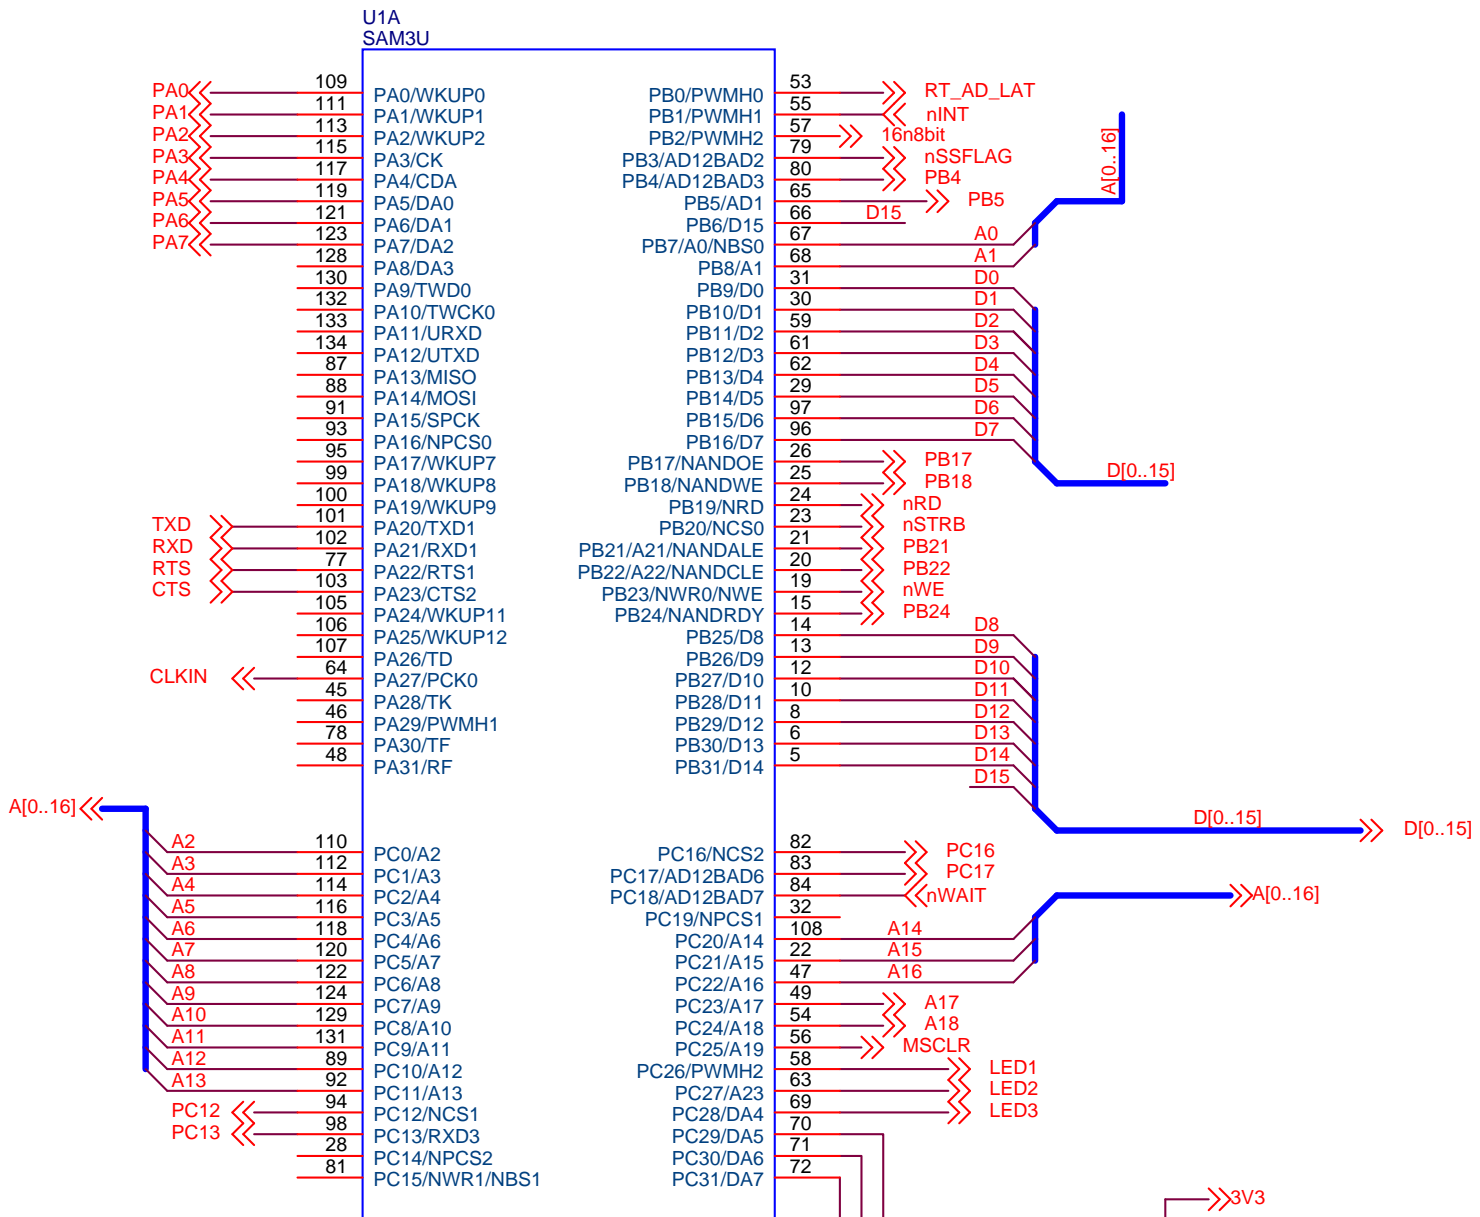 U1A
SAM3U
PA0 109 PA0/WKUP0
PA1 111 PA1/WKUP1
PA2 113 PA2/WKUP2
PA3 115 PA3/CK
PA4 117 PA4/CDA
PA5 119 PA5/DA0
PA6 121 PA6/DA1
PA7 123 PA7/DA2
128 PA8/DA3
130 PA9/TWD0
132 PA10/TWCK0
133 PA11/URXD
134 PA12/UTXD
87 PA13/MISO
88 PA14/MOSI
91 PA15/SPCK
93 PA16/NPCS0
95 PA17/WKUP7
99 PA18/WKUP8
100 PA19/WKUP9
TXD 101 PA20/TXD1
RXD 102 PA21/RXD1
RTS 77 PA22/RTS1
CTS 103 PA23/CTS2
105 PA24/WKUP11
106 PA25/WKUP12
107 PA26/TD
CLKIN 64 PA27/PCK0
45 PA28/TK
46 PA29/PWMH1
78 PA30/TF
48 PA31/RF
A[0..16]
A2 110 PC0/A2
A3 112 PC1/A3
A4 114 PC2/A4
A5 116 PC3/A5
A6 118 PC4/A6
A7 120 PC5/A7
A8 122 PC6/A8
A9 124 PC7/A9
A10 129 PC8/A10
A11 131 PC9/A11
A12 89 PC10/A12
A13 92 PC11/A13
PC12 94 PC12/NCS1
PC13 98 PC13/RXD3
28 PC14/NPCS2
81 PC15/NWR1/NBS1
PB0/PWMH0 53 RT_AD_LAT
PB1/PWMH1 55 nINT
PB2/PWMH2 57 16n8bit
PB3/AD12BAD2 79 nSSFLAG
PB4/AD12BAD3 80 PB4
PB5/AD1 65 PB5
PB6/D15 66 D15
PB7/A0/NBS0 67 A0
PB8/A1 68 A1
A[0..16]
PB9/D0 31 D0
PB10/D1 30 D1
PB11/D2 59 D2
PB12/D3 61 D3
PB13/D4 62 D4
PB14/D5 29 D5
PB15/D6 97 D6
PB16/D7 96 D7
PB17/NANDOE 26 PB17
D[0..15]
PB18/NANDWE 25 PB18
PB19/NRD 24 nRD
PB20/NCS0 23 nSTRB
PB21/A21/NANDALE 21 PB21
PB22/A22/NANDCLE 20 PB22
PB23/NWR0/NWE 19 nWE
PB24/NANDRDY 15 PB24
PB25/D8 14 D8
PB26/D9 13 D9
PB27/D10 12 D10
PB28/D11 10 D11
PB29/D12 8 D12
PB30/D13 6 D13
PB31/D14 5 D14
D15
D[0..15] D[0..15]
PC16/NCS2 82 PC16
PC17/AD12BAD6 83 PC17
PC18/AD12BAD7 84 nWAIT
A[0..16]
PC19/NPCS1 32
PC20/A14 108 A14
PC21/A15 22 A15
PC22/A16 47 A16
PC23/A17 49 A17
PC24/A18 54 A18
PC25/A19 56 MSCLR
PC26/PWMH2 58 LED1
PC27/A23 63 LED2
PC28/DA4 69 LED3
PC29/DA5 70
PC30/DA6 71
PC31/DA7 72
3V3